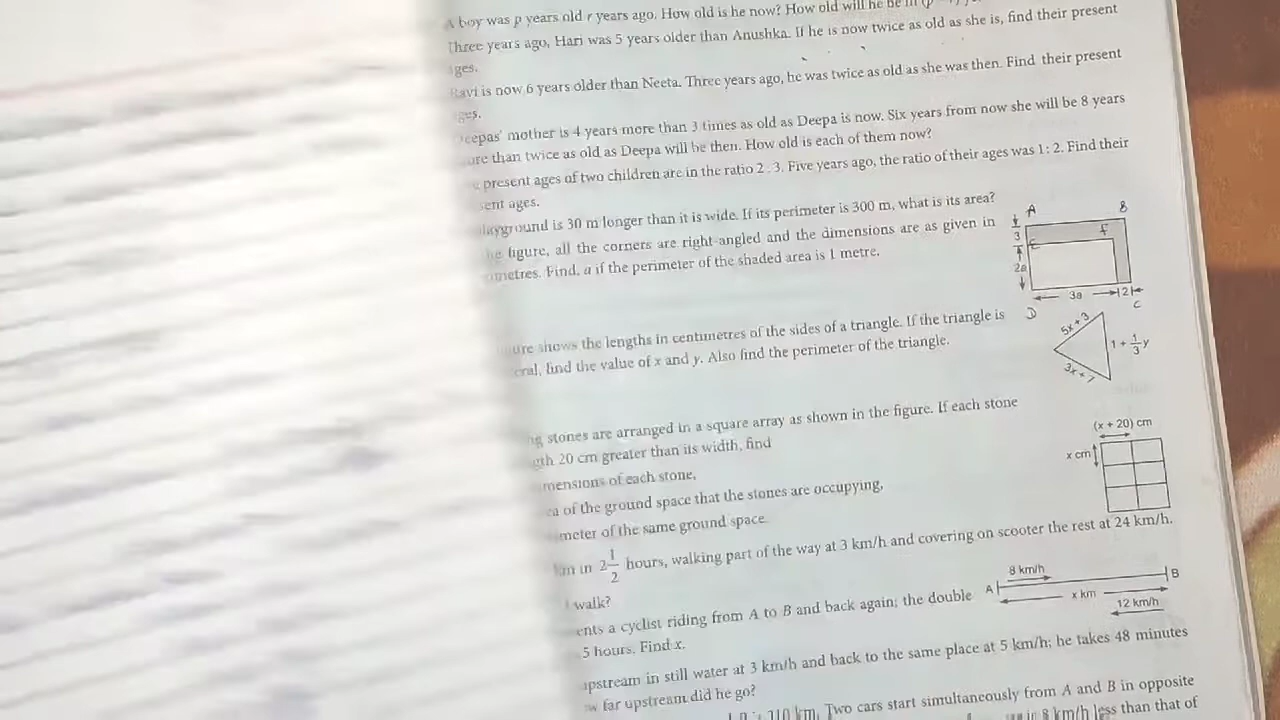 boy was p years old r years ago. How old is he now? How old will he be in
Three years ago, Hari was 5 years older than Anushka. If he is now twice as old as she is, find their present
ges.
Ravi is now 6 years older than Neeta. Three years ago, he was twice as old as she was then. Find their present
ges.
eepas' mother is 4 years more than 3 times as old as Deepa is now. Six years from now she will be 8 years
ore than twice as old as Deepa will be then. How old is each of them now?
present ages of two children are in the ratio 2 : 3. Five years ago, the ratio of their ages was 1 : 2. Find their
sent ages.
layground is 30 m longer than it is wide. If its perimeter is 300 m, what is its area?
figure, all the corners are right-angled and the dimensions are as given in
metres. Find, a if the perimeter of the shaded area is 1 metre.
A B
3 E F
2a
3a 2
D C
ure shows the lengths in centimetres of the sides of a triangle. If the triangle is
eral, find the value of x and y. Also find the perimeter of the triangle.
5x + 3
1 + 1/3 y
3x + 7
ng stones are arranged in a square array as shown in the figure. If each stone
gth 20 cm greater than its width, find
mensions of each stone,
ea of the ground space that the stones are occupying,
meter of the same ground space.
(x + 20) cm
x cm
km in 2 1/2 hours, walking part of the way at 3 km/h and covering on scooter the rest at 24 km/h.
walk?
ents a cyclist riding from A to B and back again; the double
5 hours. Find x.
8 km/h
A B
x km
12 km/h
upstream in still water at 3 km/h and back to the same place at 5 km/h; he takes 48 minutes
w far upstream did he go?
110 km. Two cars start simultaneously from A and B in opposite
8 km/h less than that of